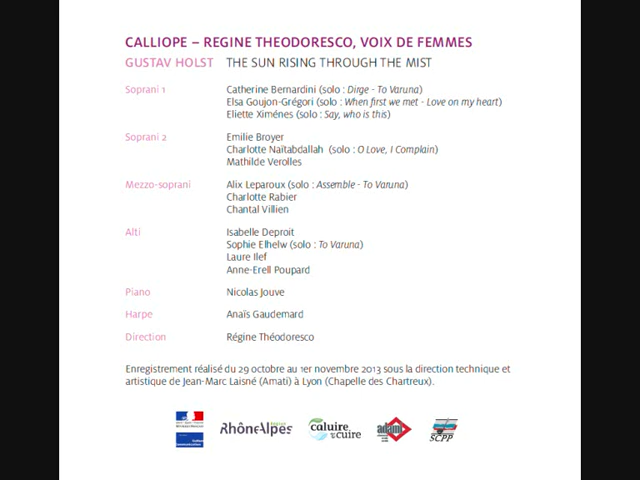 CALLIOPE – REGINE THEODORESCO, VOIX DE FEMMES
GUSTAV HOLST THE SUN RISING THROUGH THE MIST
Soprani 1 Catherine Bernardini (solo : Dirge - To Varuna)
Elsa Goujon-Grégori (solo : When first we met - Love on my heart)
Eliette Ximénes (solo : Say, who is this)
Soprani 2 Emilie Broyer
Charlotte Naïtabdallah (solo : O Love, I Complain)
Mathilde Verolles
Mezzo-soprani Alix Leparoux (solo : Assemble - To Varuna)
Charlotte Rabier
Chantal Villien
Alti Isabelle Deproit
Sophie Elhelw (solo : To Varuna)
Laure Ilef
Anne-Erell Poupard
Piano Nicolas Jouve
Harpe Anaïs Gaudemard
Direction Régine Théodoresco
Enregistrement réalisé du 29 octobre au 1er novembre 2013 sous la direction technique et
artistique de Jean-Marc Laisné (Amati) à Lyon (Chapelle des Chartreux).
RhôneAlpes
caluire
et cuire
adami
SCPP